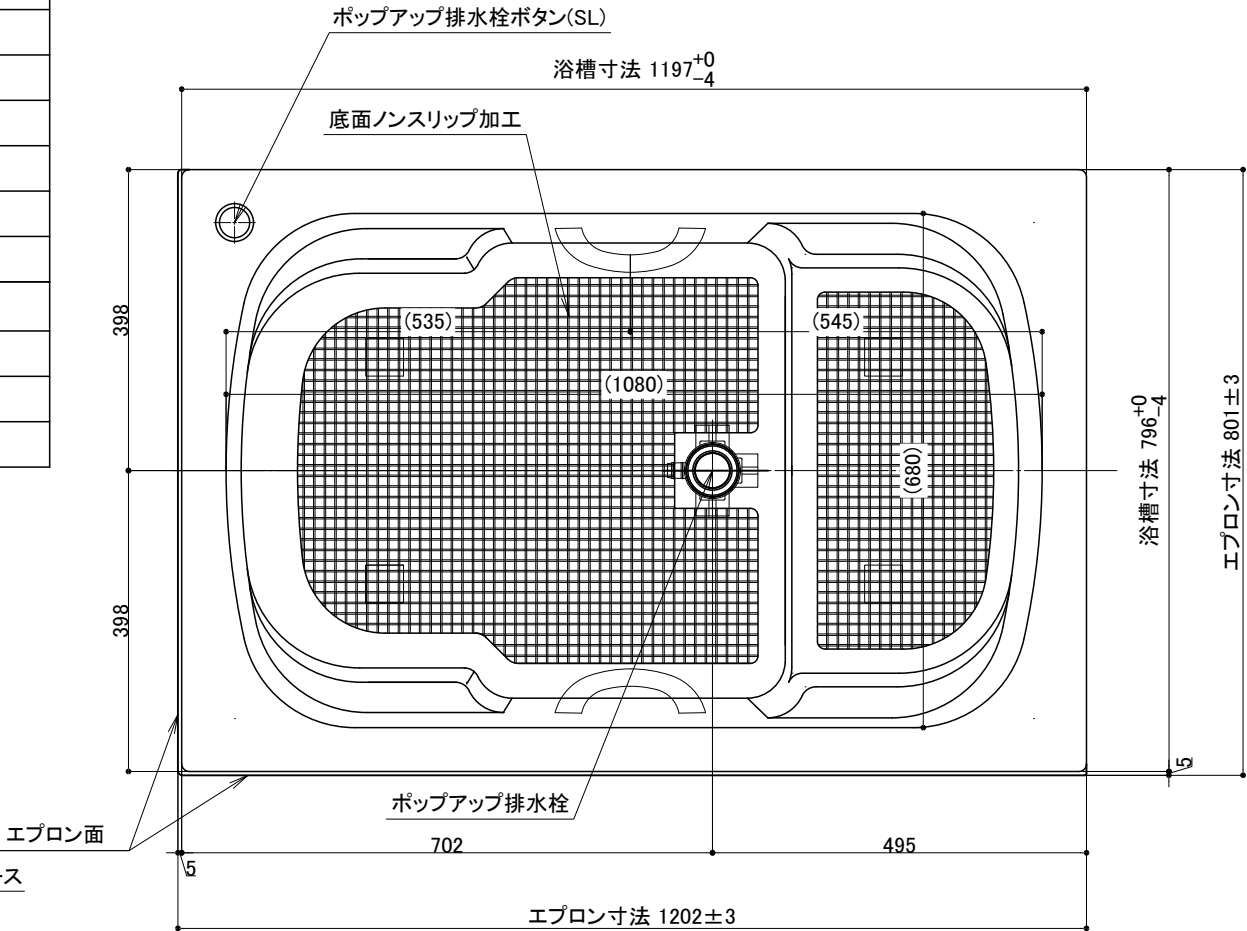 ポップアップ排水栓ボタン(SL)
浴槽寸法 1197+0-4
底面ノンスリップ加工
398
(535)
(545)
(1080)
(680)
浴槽寸法 796+0-4
エプロン寸法 801±3
398
5
ポップアップ排水栓
エプロン面
702
495
5
ース
エプロン寸法 1202±3